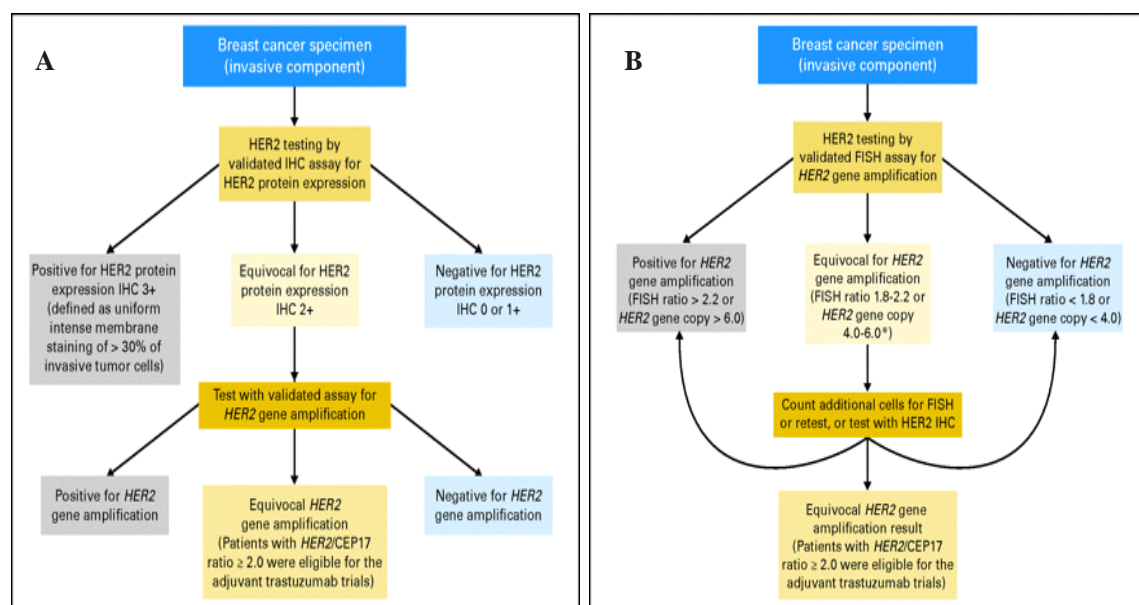 A
Breast cancer specimen
(invasive component)
HER2 testing by
validated IHC assay for
HER2 protein expression
Positive for HER2 protein
expression IHC 3+
(defined as uniform
intense membrane
staining of > 30% of
invasive tumor cells)
Equivocal for HER2
protein expression
IHC 2+
Negative for HER2
protein expression
IHC 0 or 1+
Test with validated assay for
HER2 gene amplification
Positive for HER2
gene amplification
Equivocal HER2
gene amplification
(Patients with HER2/CEP17
ratio ≥ 2.0 were eligible for the
adjuvant trastuzumab trials)
Negative for HER2
gene amplification
B
Breast cancer specimen
(invasive component)
HER2 testing by
validated FISH assay for
HER2 gene amplification
Positive for HER2
gene amplification
(FISH ratio > 2.2 or
HER2 gene copy > 6.0)
Equivocal for HER2
gene amplification
(FISH ratio 1.8-2.2 or
HER2 gene copy
4.0-6.0*)
Negative for HER2
gene amplification
(FISH ratio < 1.8 or
HER2 gene copy < 4.0)
Count additional cells for FISH
or retest, or test with HER2 IHC
Equivocal HER2 gene
amplification result
(Patients with HER2/CEP17
ratio ≥ 2.0 were eligible for the
adjuvant trastuzumab trials)